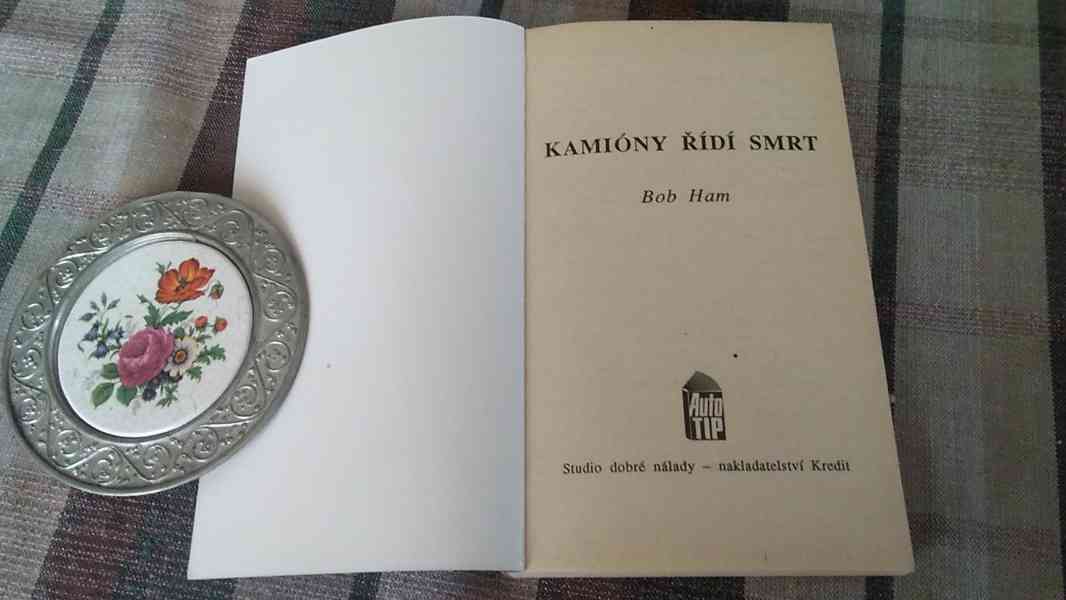 KAMIÓNY ŘÍDÍ SMRT
Bob Ham
Auto
TIP
Studio dobré nálady – nakladatelství Kredit